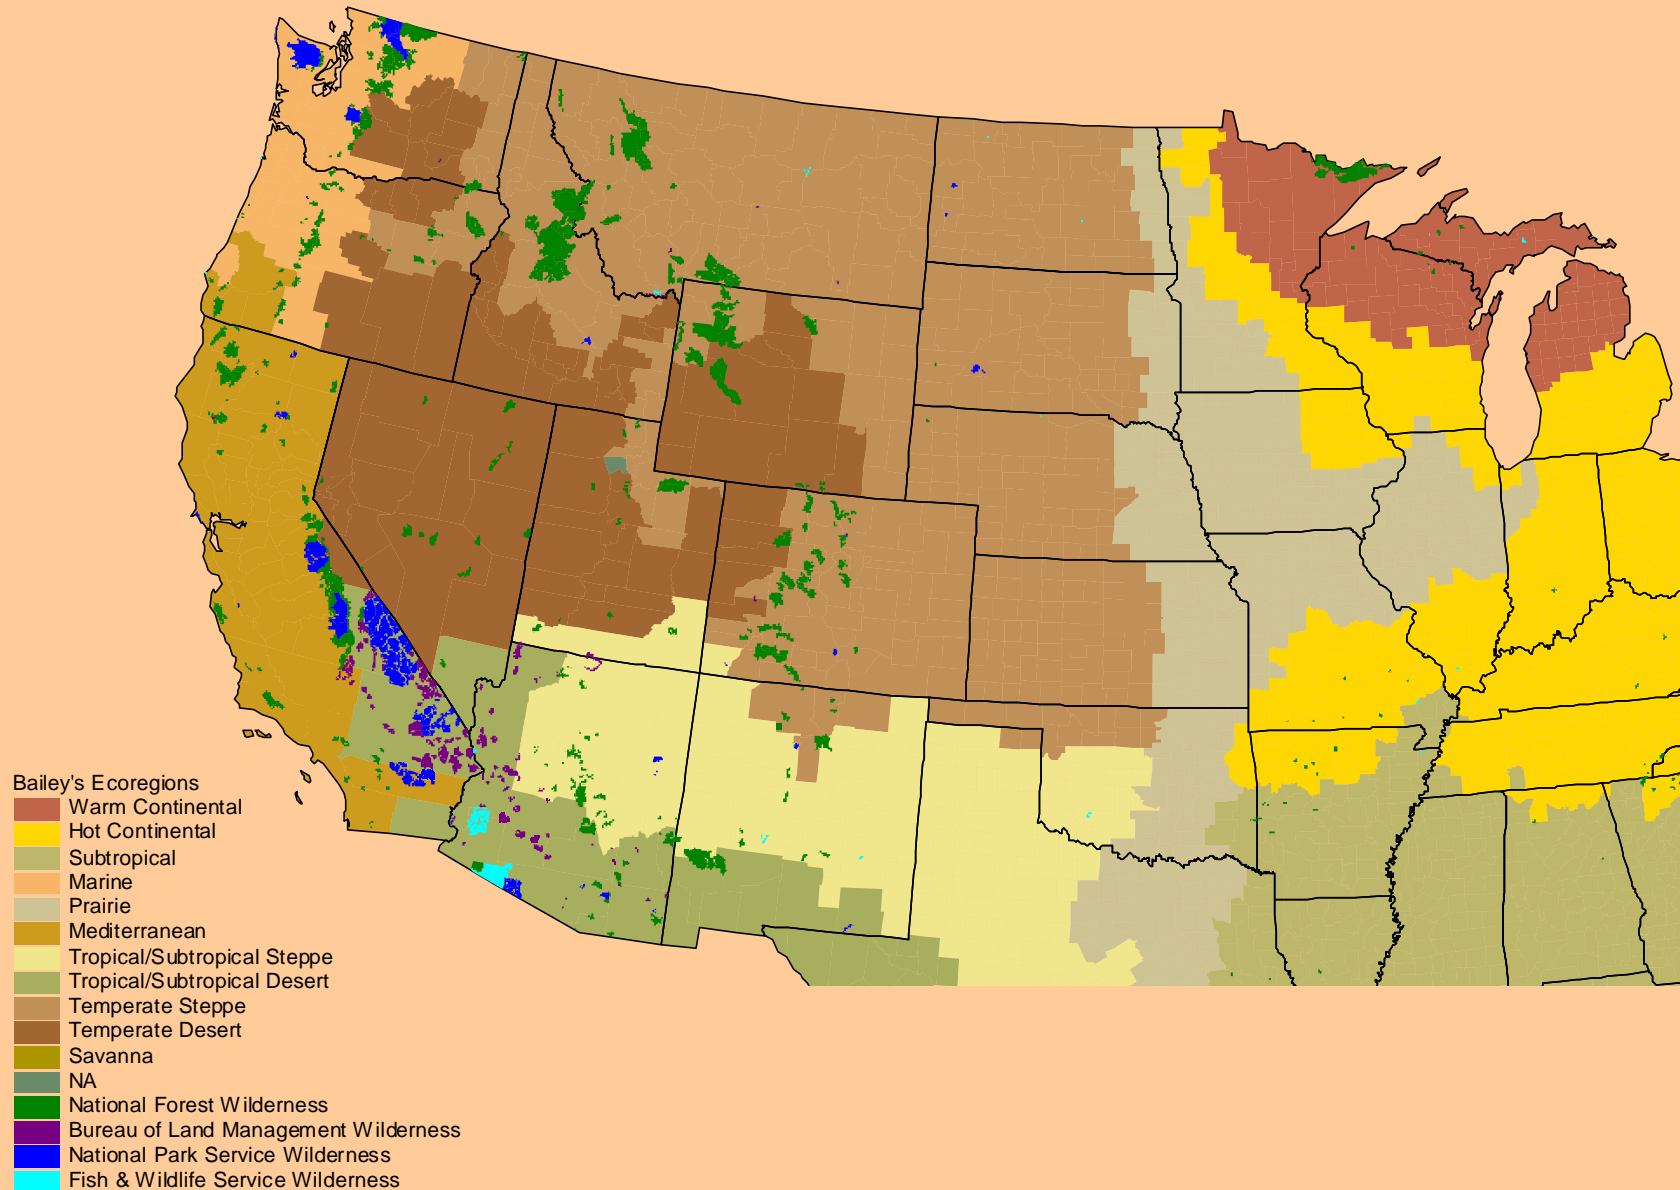 Bailey's Ecoregions
Warm Continental
Hot Continental
Subtropical
Marine
Prairie
Mediterranean
Tropical/Subtropical Steppe
Tropical/Subtropical Desert
Temperate Steppe
Temperate Desert
Savanna
NA
National Forest Wilderness
Bureau of Land Management Wilderness
National Park Service Wilderness
Fish & Wildlife Service Wilderness